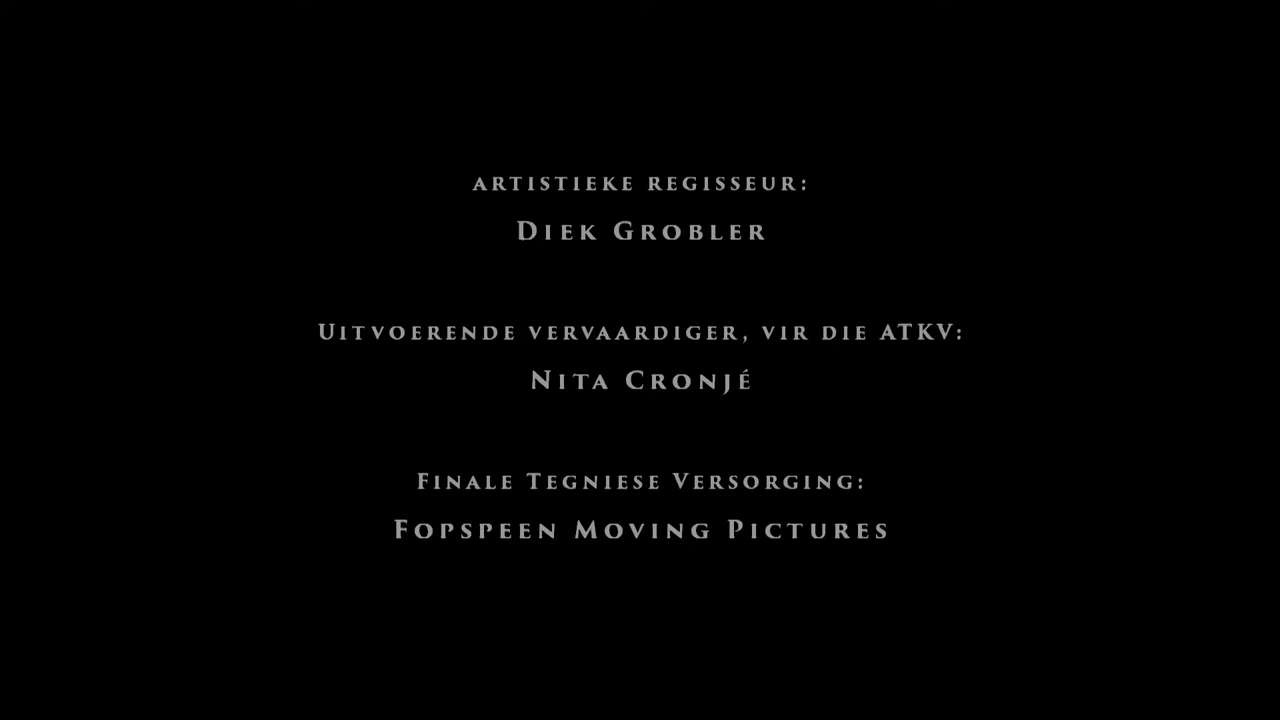 artistieke regisseur:
Diek Grobler
Uitvoerende vervaardiger, vir die ATKV:
Nita Cronjé
Finale Tegniese Versorging:
Fopspeen Moving Pictures